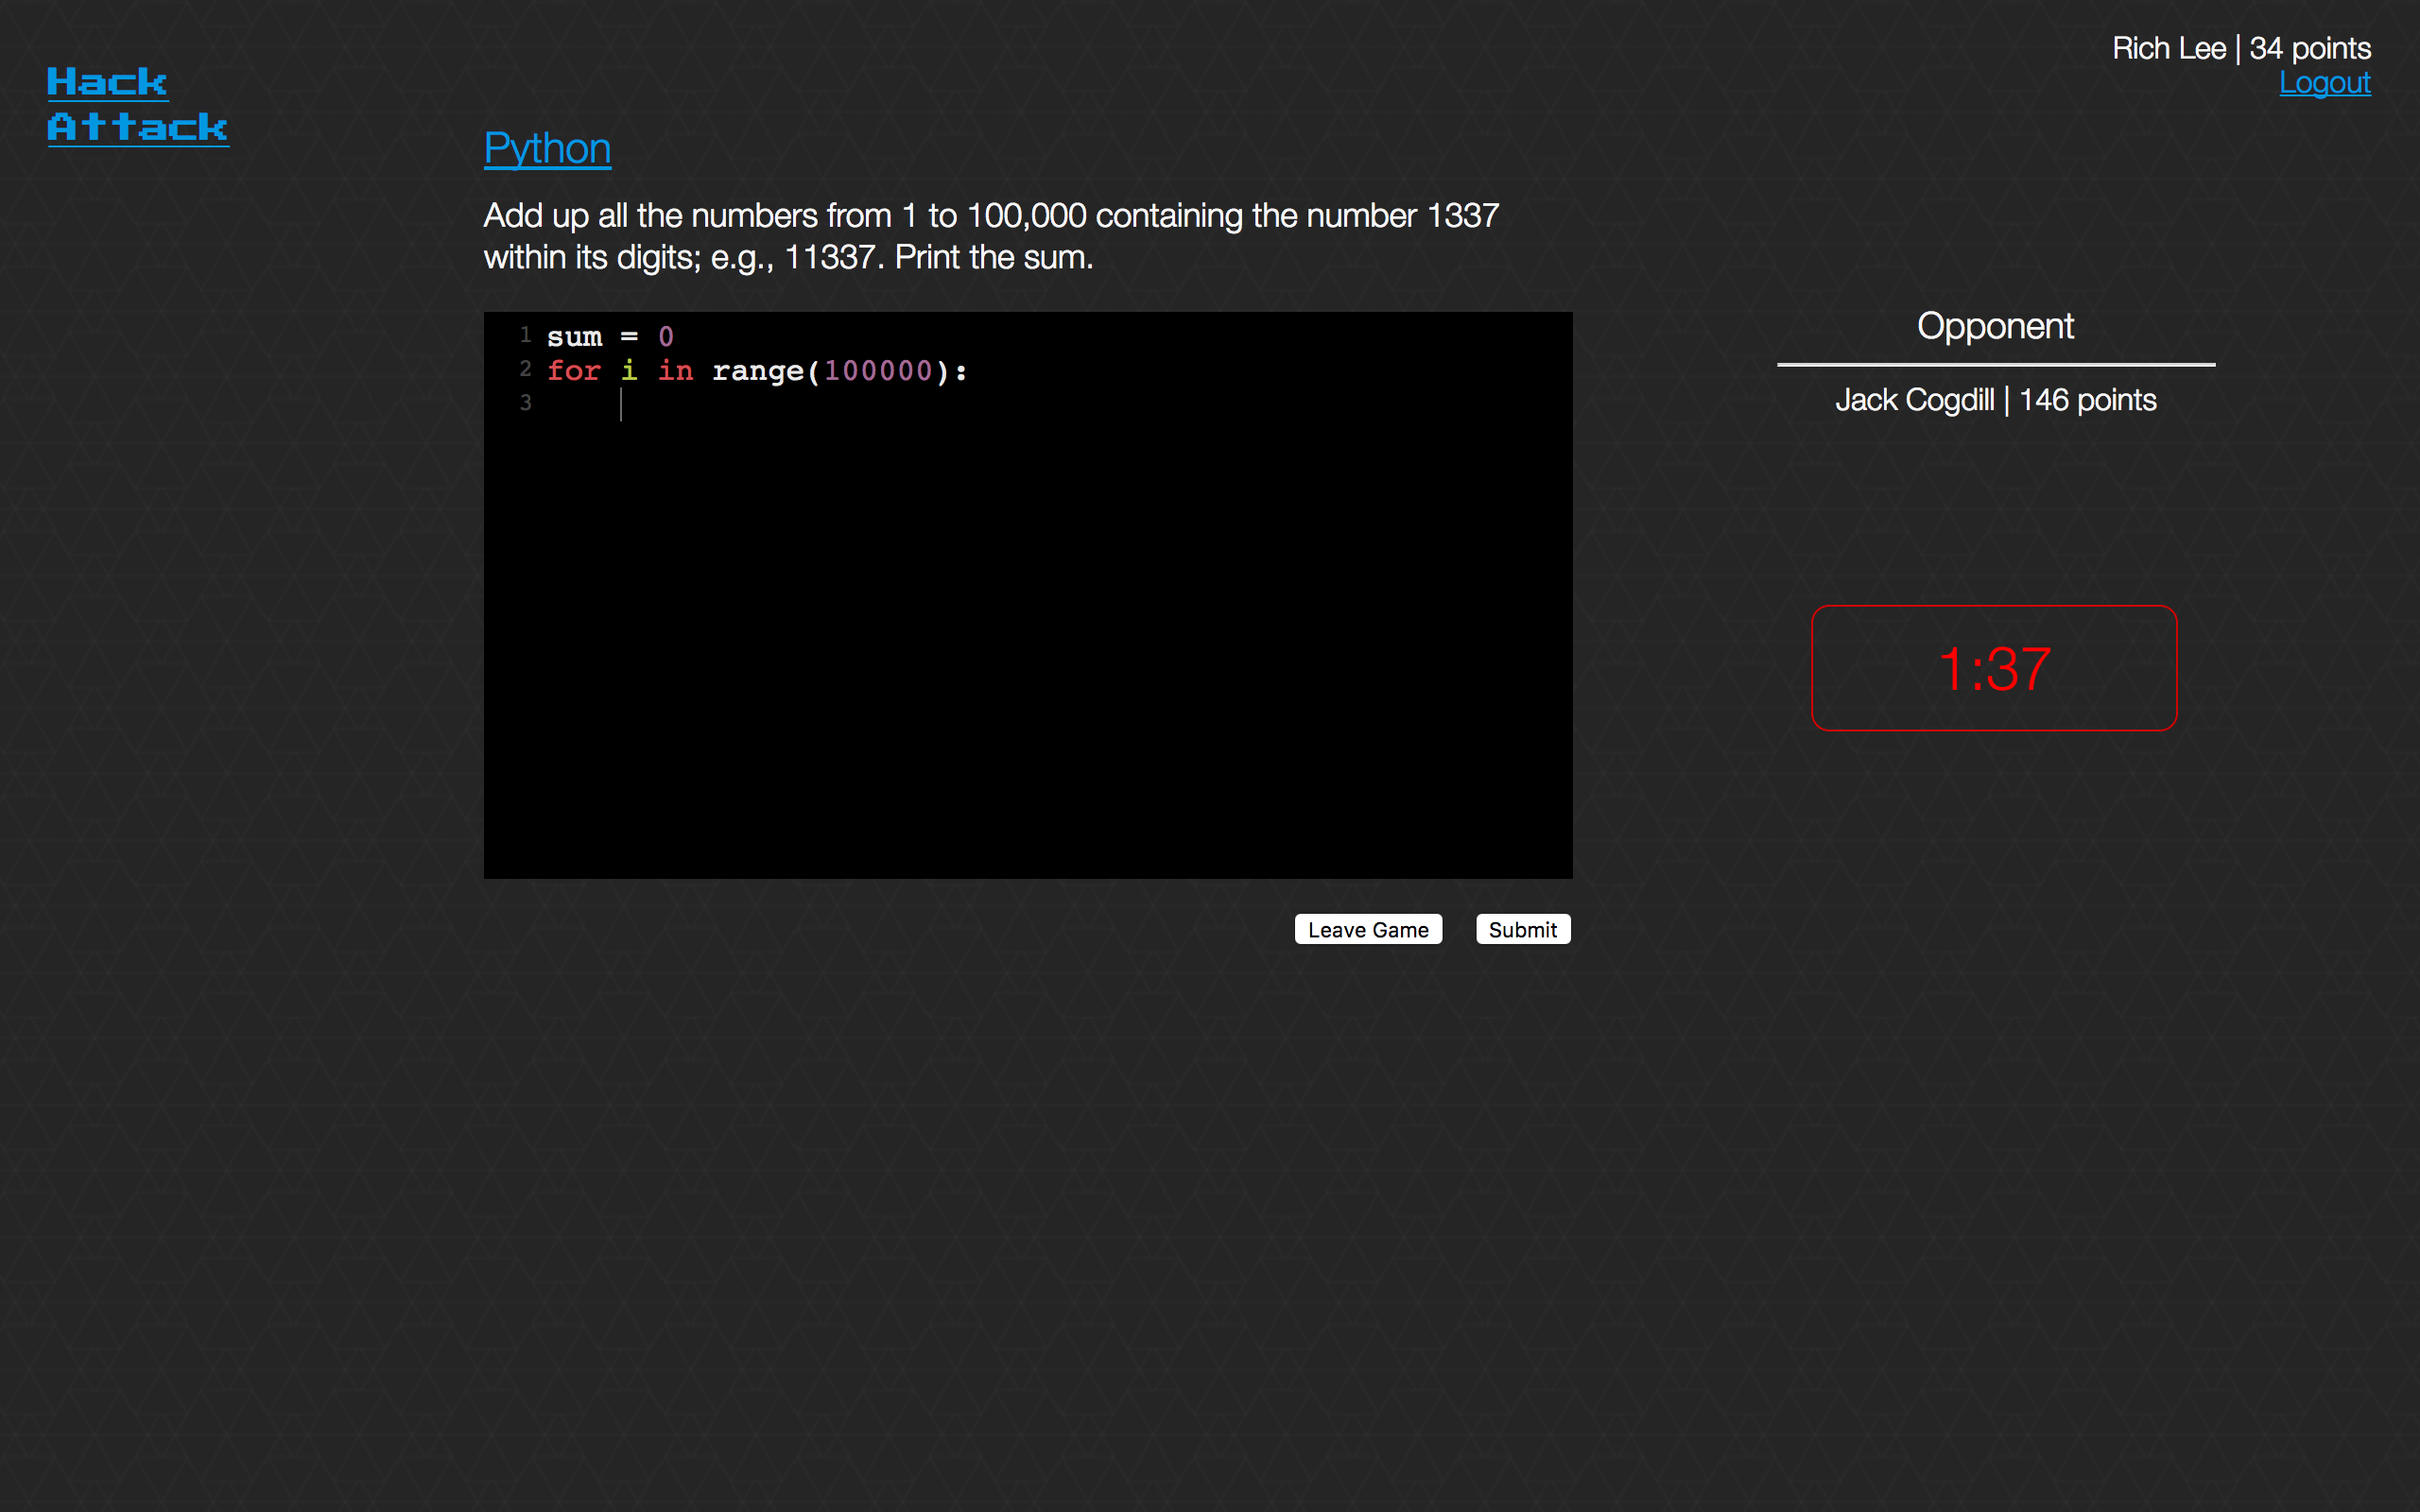 Hack
Attack
Rich Lee | 34 points
Logout
Python
Add up all the numbers from 1 to 100,000 containing the number 1337
within its digits; e.g., 11337. Print the sum.
1 sum = 0
2 for i in range(100000):
3
Opponent
Jack Cogdill | 146 points
1:37
Leave Game
Submit